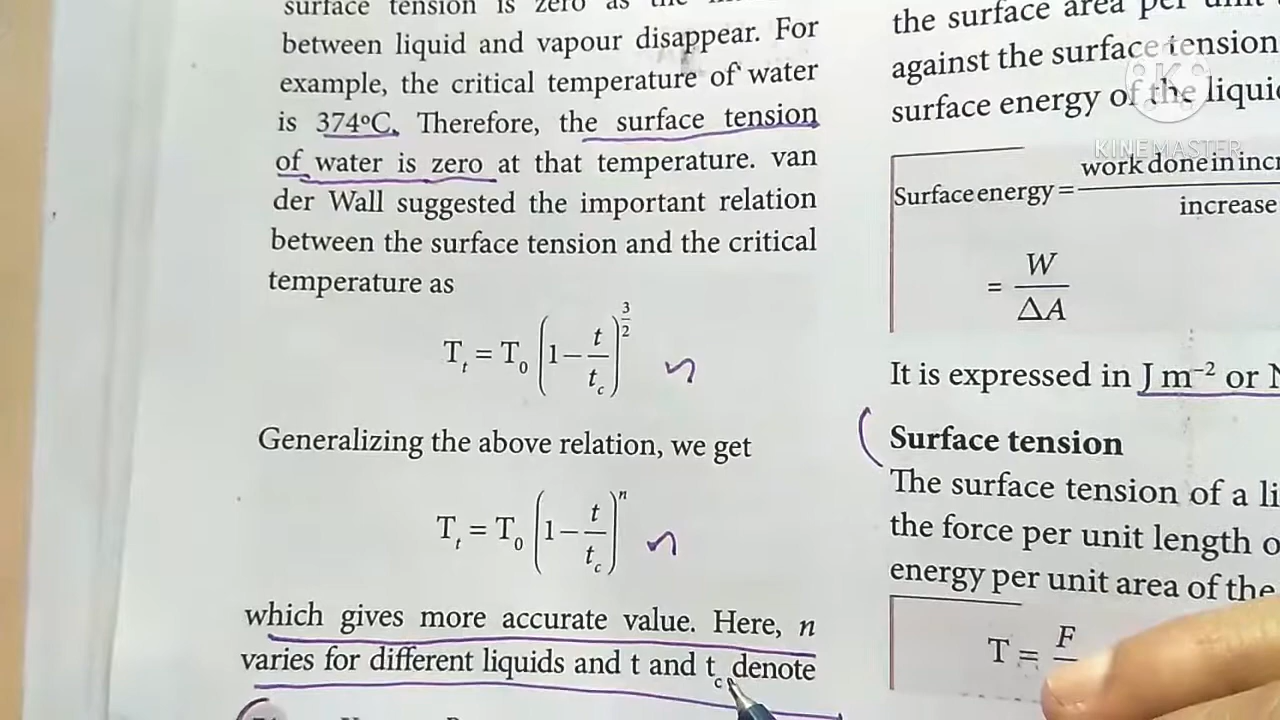 surface tension is zero as the
between liquid and vapour disappear. For
example, the critical temperature of water
is 374°C. Therefore, the surface tension
of water is zero at that temperature. van
der Wall suggested the important relation
between the surface tension and the critical
temperature as
T_t = T_0 (1 − t/t_c)^{3/2}
Generalizing the above relation, we get
T_t = T_0 (1 − t/t_c)^n
which gives more accurate value. Here, n
varies for different liquids and t and t_c denote
the surface area per
against the surface tension
surface energy of the
K
KINEMASTER
Surface energy = work done in
increase
= W/ΔA
It is expressed in J m⁻² or
Surface tension
The surface tension of a
the force per unit length
energy per unit area of the
T = F